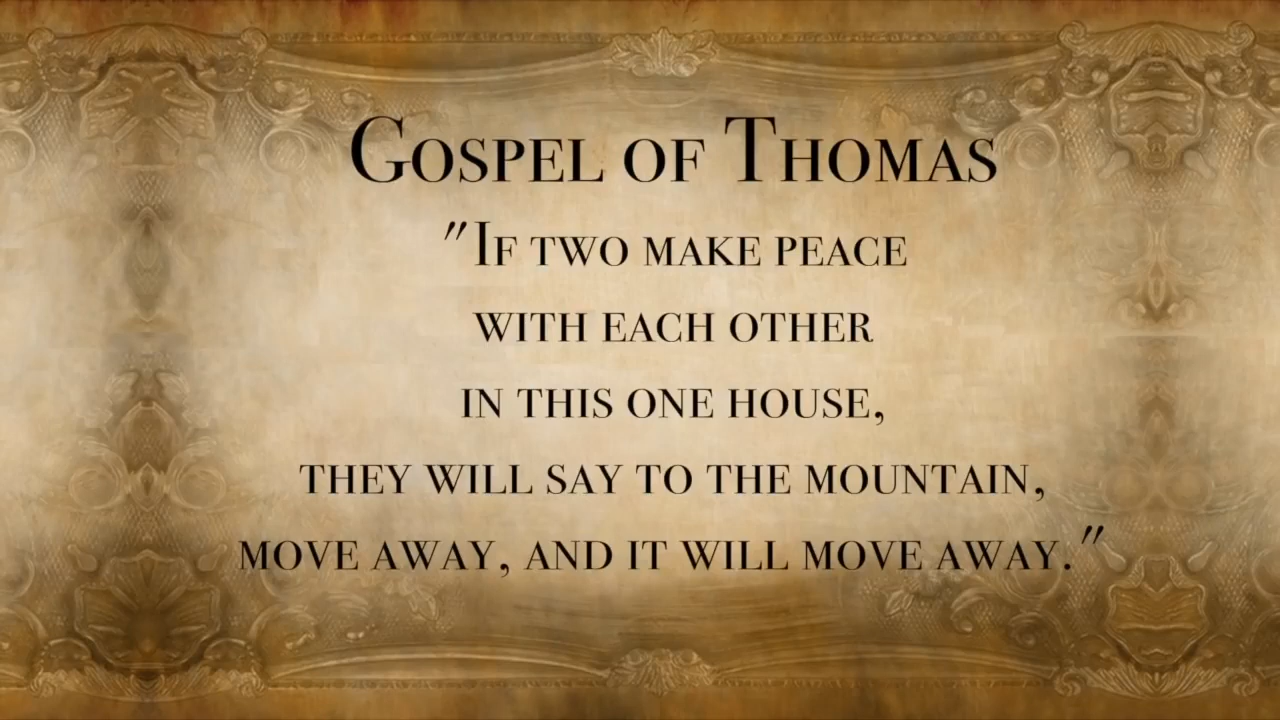 Gospel of Thomas
"If two make peace
with each other
in this one house,
they will say to the mountain,
move away, and it will move away."